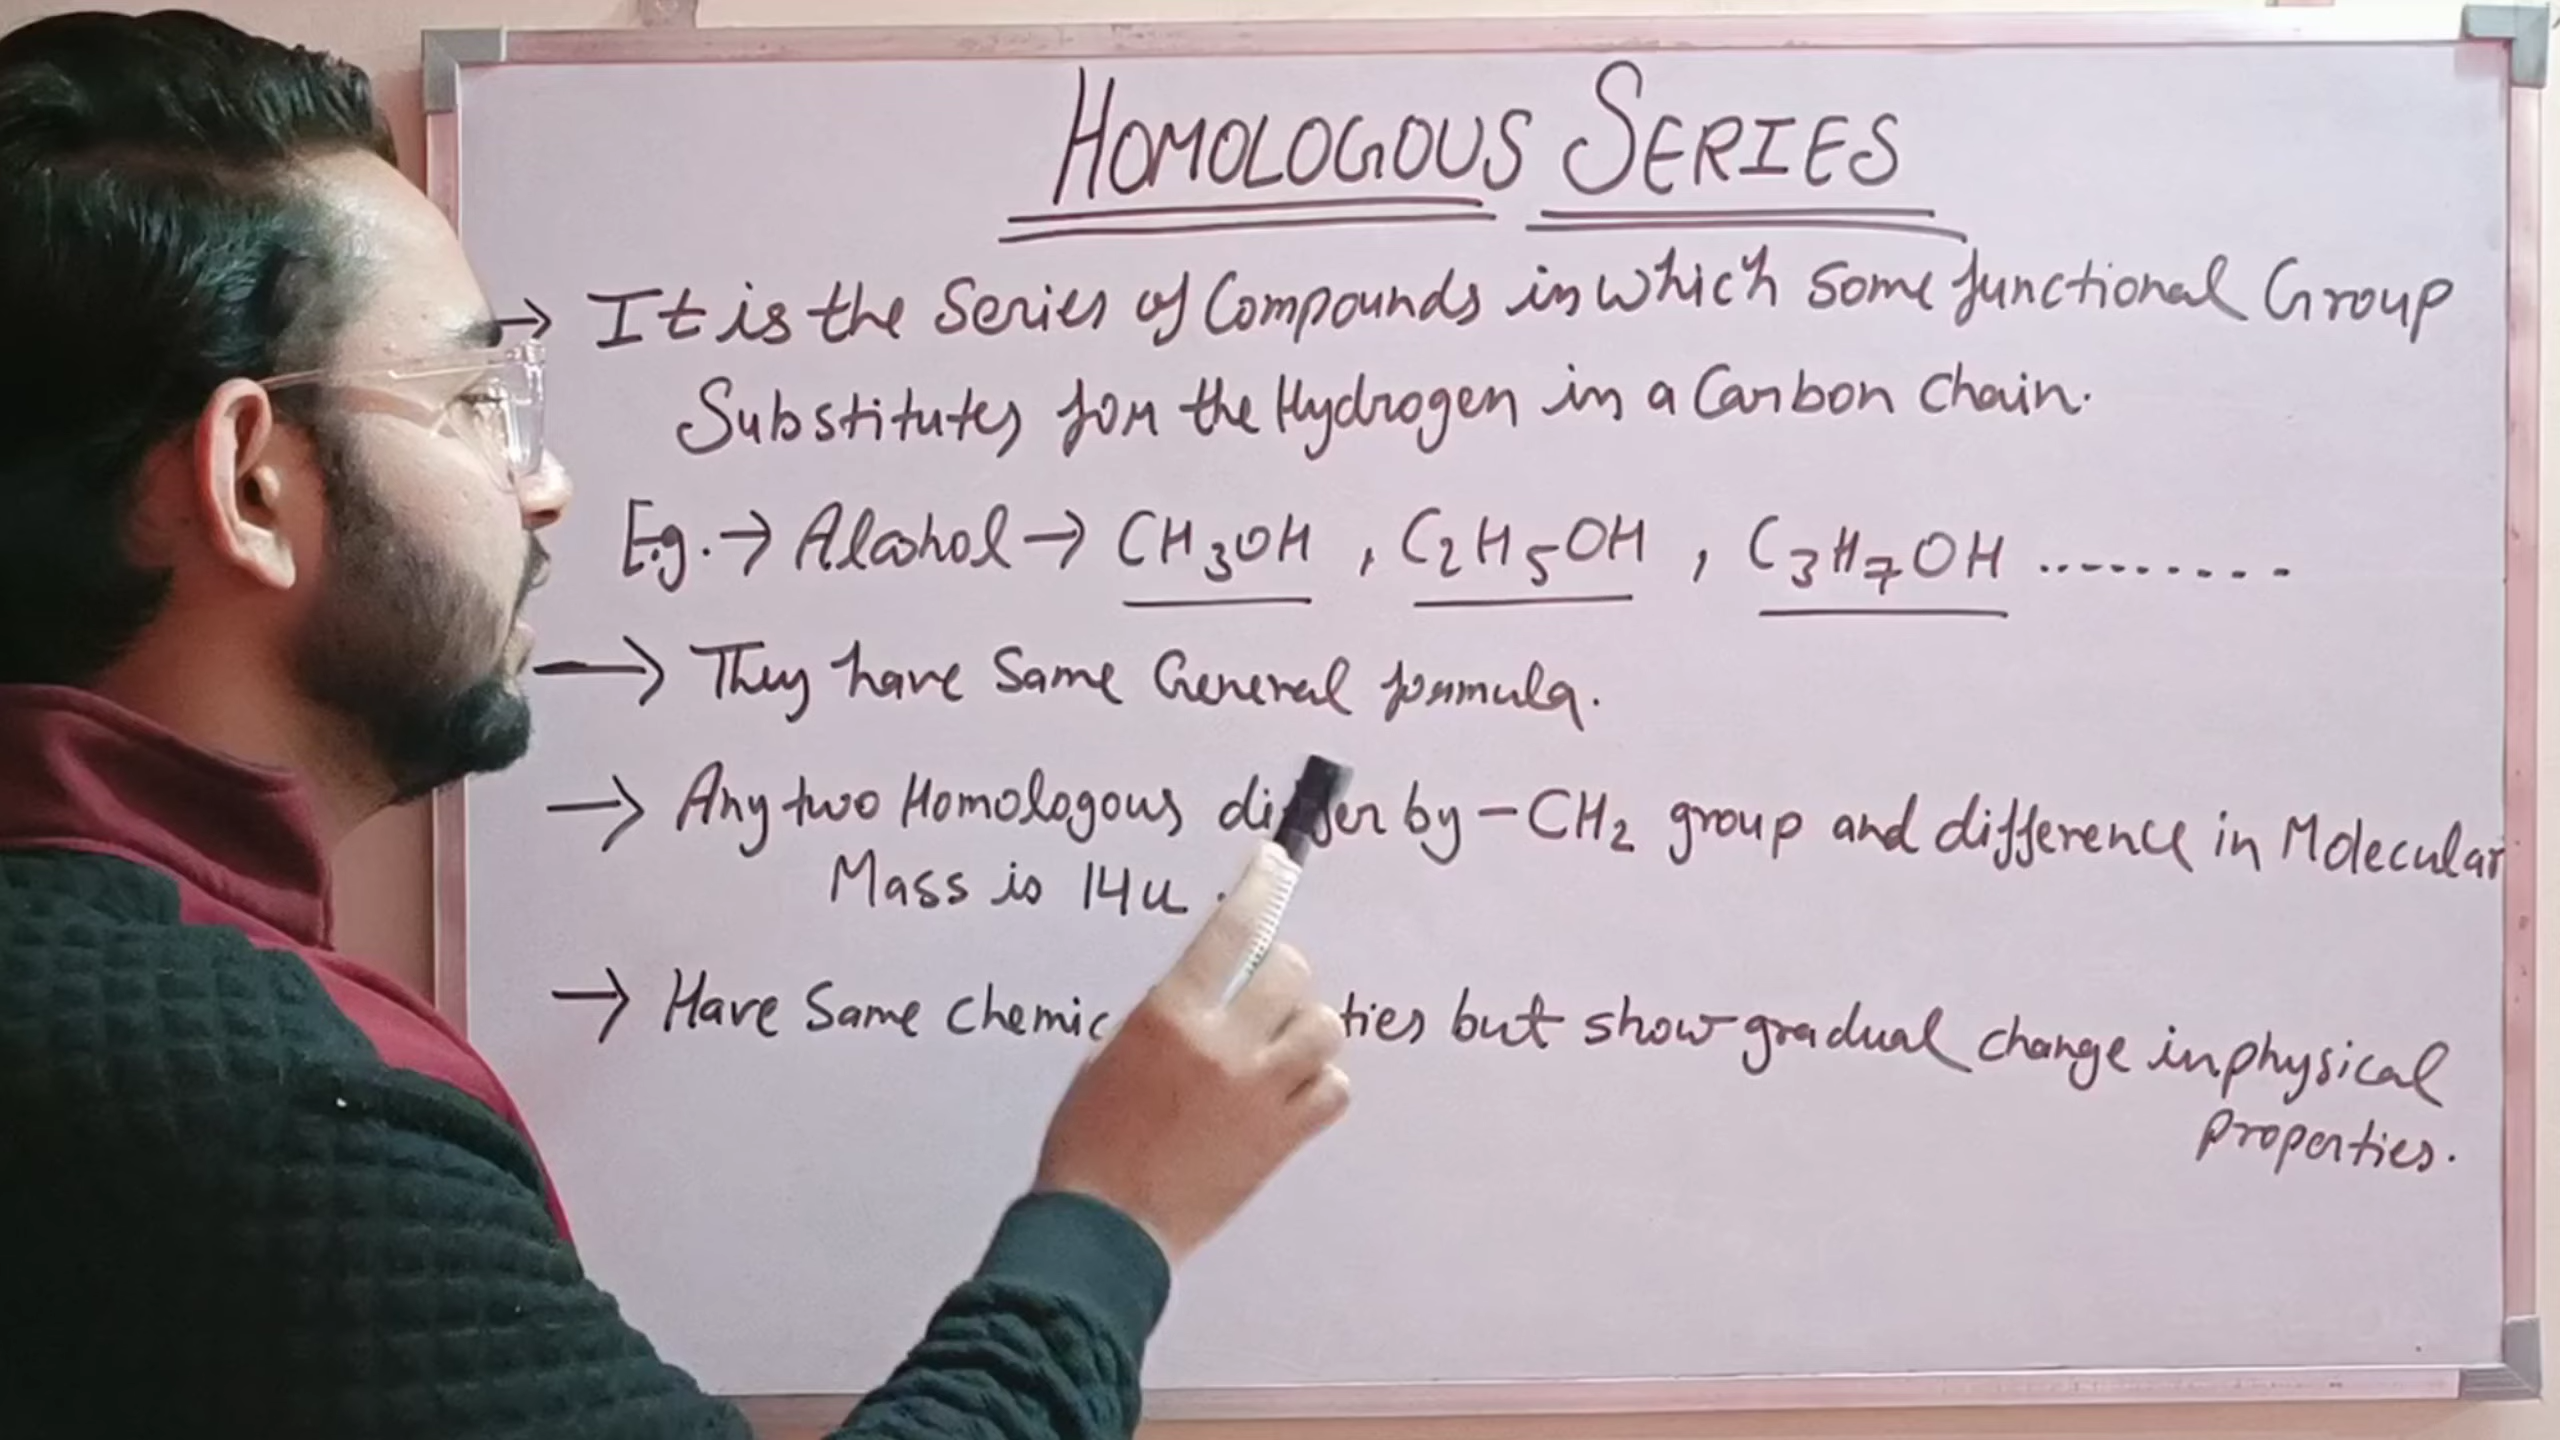 HOMOLOGOUS SERIES
→ It is the Series of Compounds in which some functional Group
Substitutes for the Hydrogen in a Carbon chain.
E.g. → Alcohol → CH₃OH , C₂H₅OH , C₃H₇OH .........
→ They have Same General formula.
→ Any two Homologous differ by -CH₂ group and difference in Molecular
Mass is 14u .
→ Have Same but show gradual change in physical
properties.